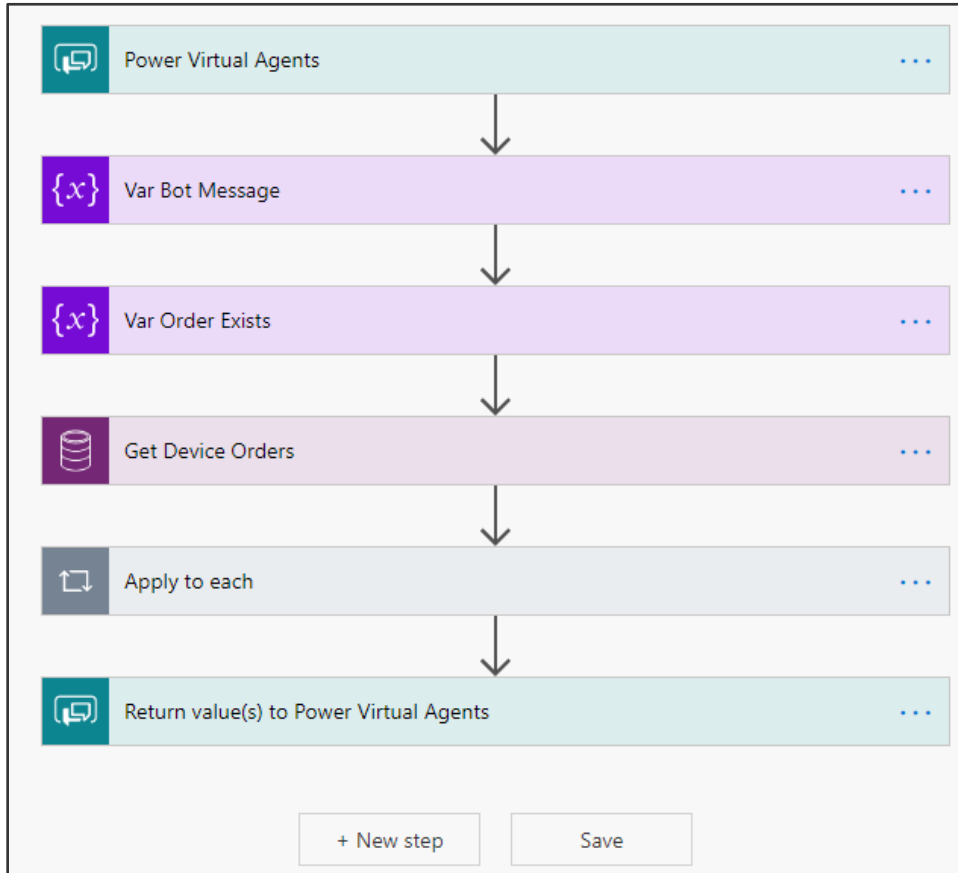 Power Virtual Agents
...
{x} Var Bot Message
...
{x} Var Order Exists
...
Get Device Orders
...
Apply to each
...
Return value(s) to Power Virtual Agents
...
+ New step
Save